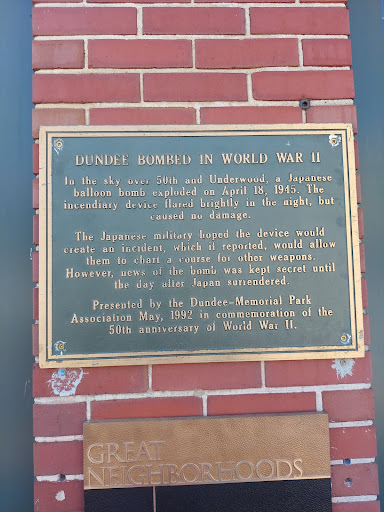 DUNDEE BOMBED IN WORLD WAR II
In the sky over 50th and Underwood, a Japanese
balloon bomb exploded on April 18, 1945. The
incendiary device flared brightly in the night, but
caused no damage.
The Japanese military hoped the device would
create an incident, which if reported, would allow
them to chart a course for other weapons.
However, news of the bomb was kept secret until
the day after Japan surrendered.
Presented by the Dundee-Memorial Park
Association May, 1992 in commemoration of the
50th anniversary of World War II.
GREAT
NEIGHBORHOODS